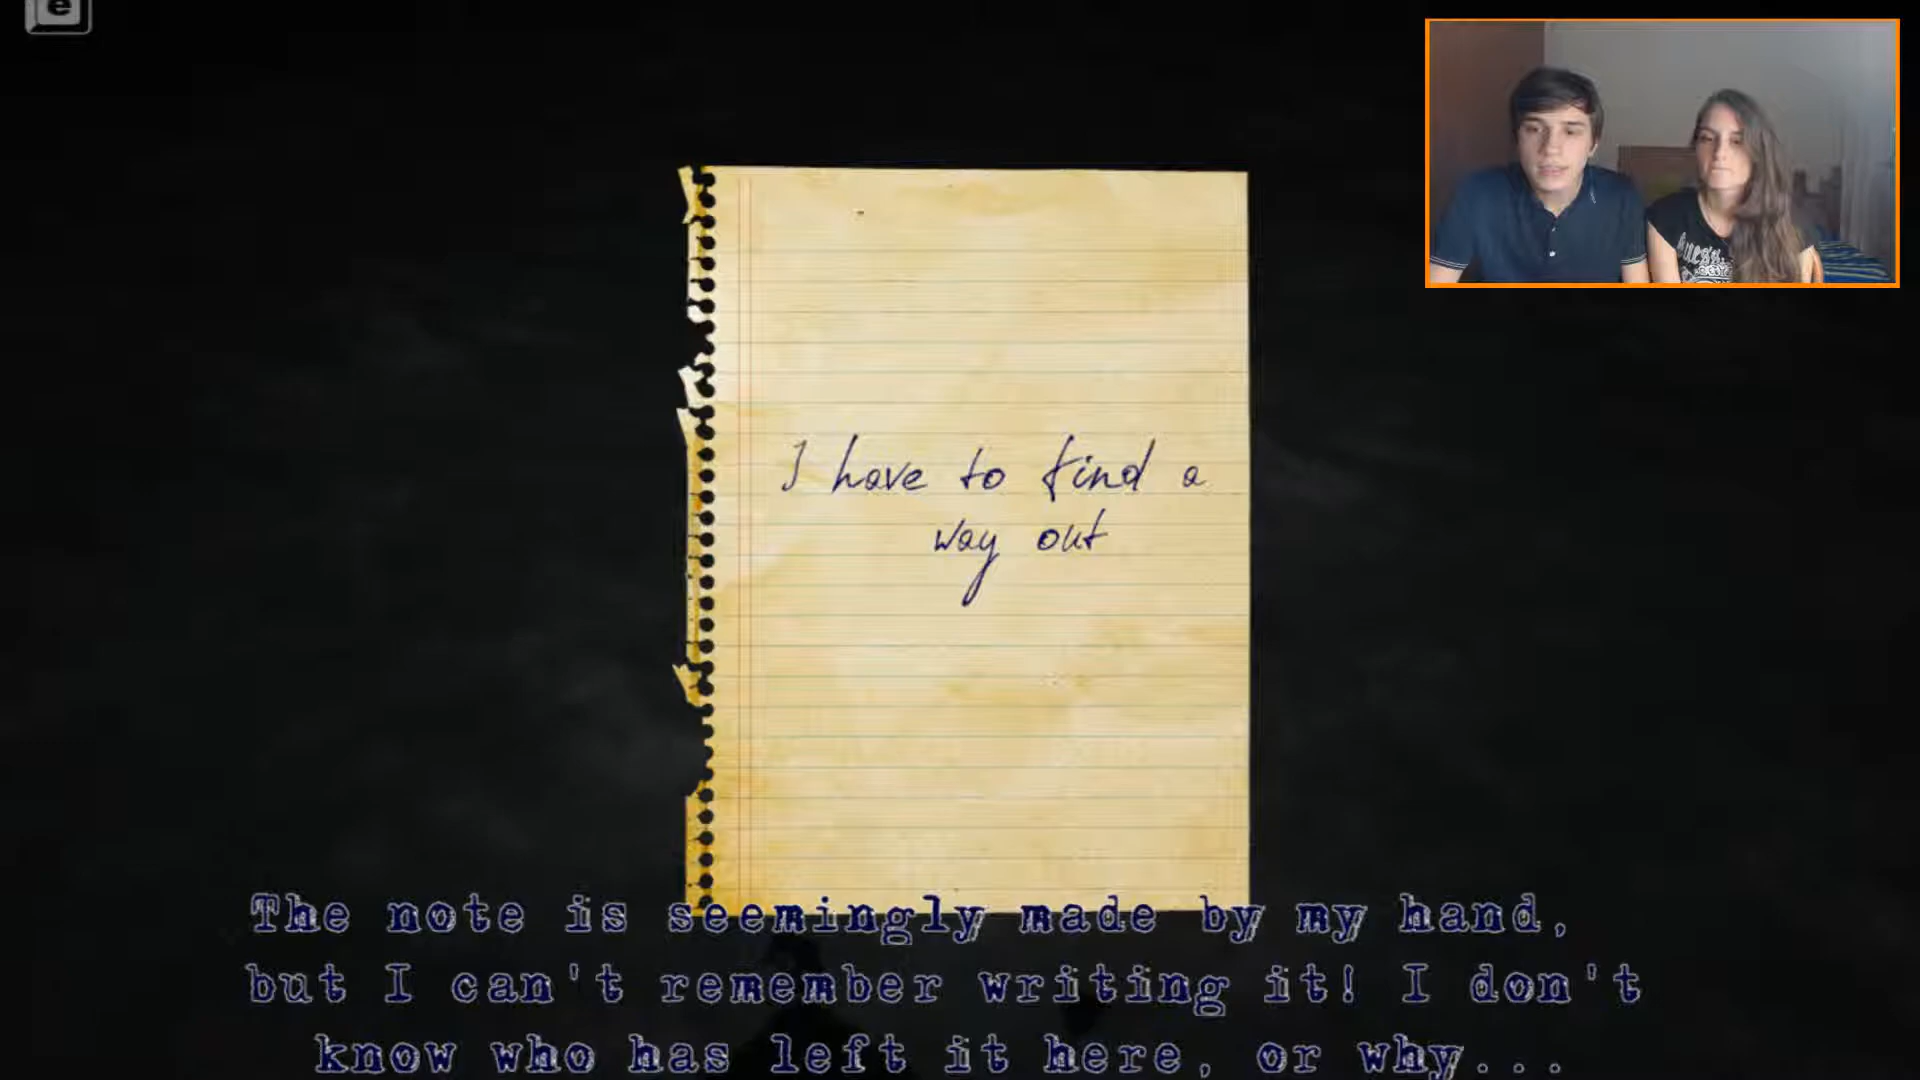 e
I have to find a
way out
Guess
The note is seemingly made by my hand,
but I can't remember writing it! I don't
know who has left it here, or why...